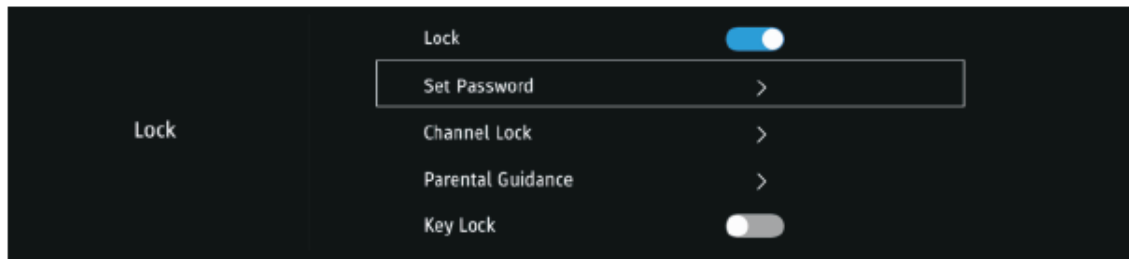 Lock
Lock
Set Password
Channel Lock
Parental Guidance
Key Lock